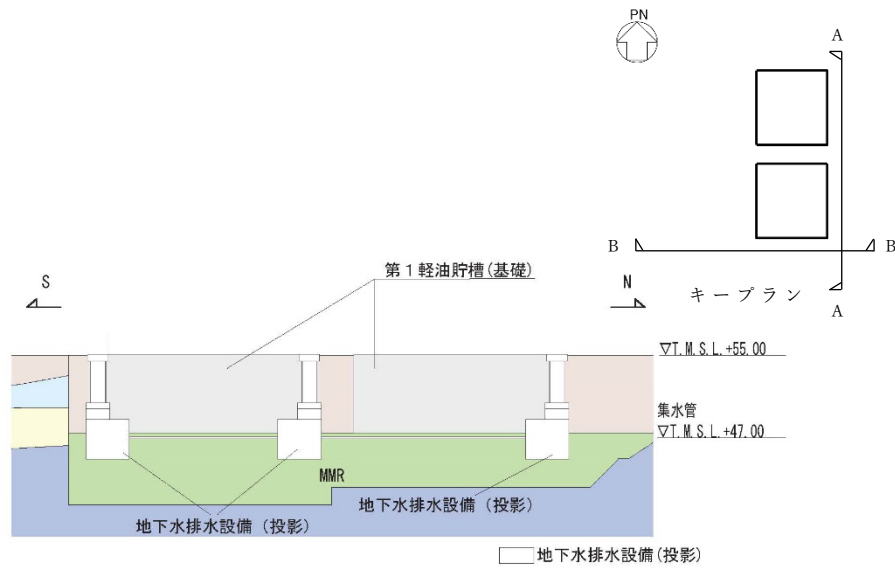 PN
A
B
B
キープラン
A
第1軽油貯槽(基礎)
S
N
▽T.M.S.L.+55.00
集水管
▽T.M.S.L.+47.00
MMR
地下水排水設備(投影)
地下水排水設備(投影)
地下水排水設備(投影)